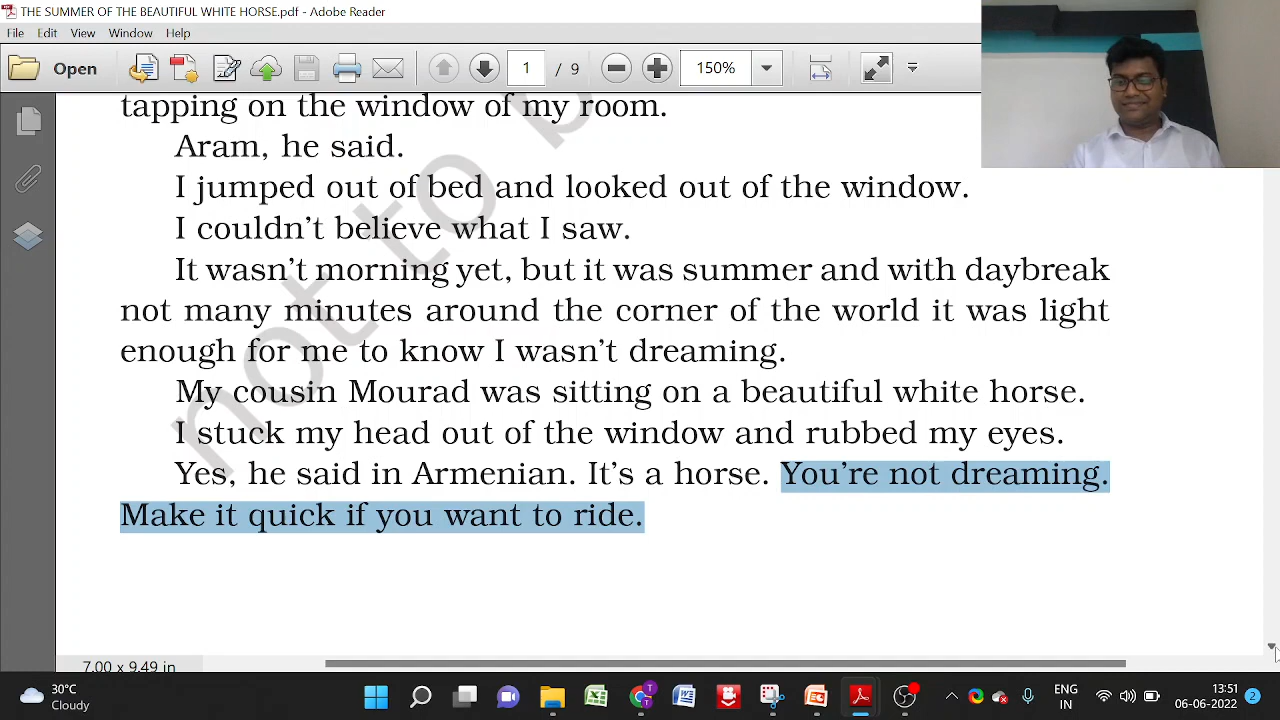 THE SUMMER OF THE BEAUTIFUL WHITE HORSE.pdf - Adobe Reader
File Edit View Window Help
Open 1 / 9 150%
tapping on the window of my room.
Aram, he said.
I jumped out of bed and looked out of the window.
I couldn't believe what I saw.
It wasn't morning yet, but it was summer and with daybreak
not many minutes around the corner of the world it was light
enough for me to know I wasn't dreaming.
My cousin Mourad was sitting on a beautiful white horse.
I stuck my head out of the window and rubbed my eyes.
Yes, he said in Armenian. It's a horse. You're not dreaming.
Make it quick if you want to ride.
not to b
7.00 x 9.49 in
30°C
Cloudy
ENG
IN
13:51
06-06-2022
2